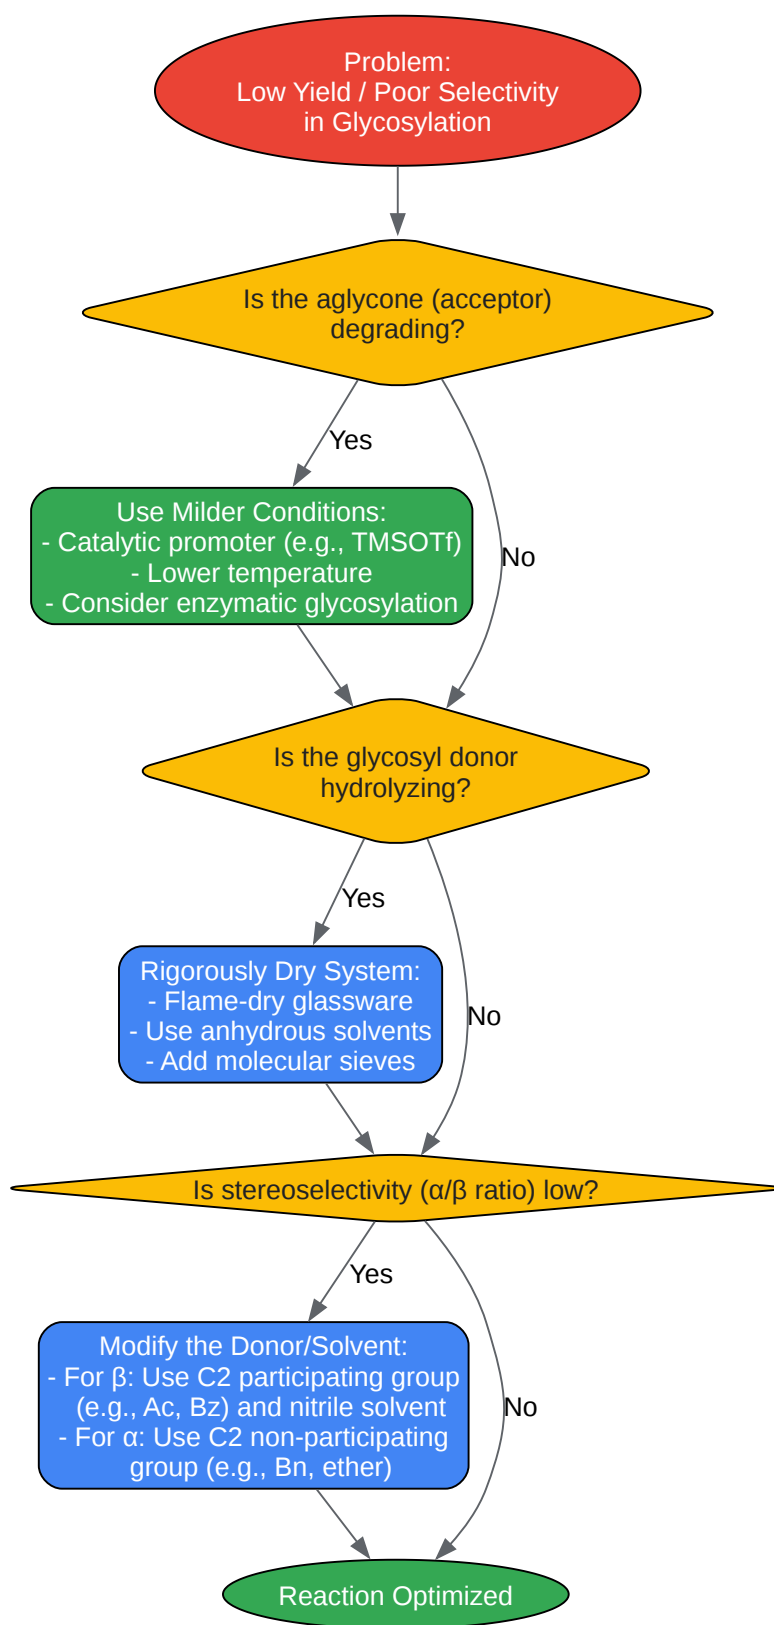 Problem:
Low Yield / Poor Selectivity
in Glycosylation
Is the aglycone (acceptor)
degrading?
Yes
No
Use Milder Conditions:
- Catalytic promoter (e.g., TMSOTf)
- Lower temperature
- Consider enzymatic glycosylation
Is the glycosyl donor
hydrolyzing?
Yes
No
Rigorously Dry System:
- Flame-dry glassware
- Use anhydrous solvents
- Add molecular sieves
Is stereoselectivity (α/β ratio) low?
Yes
No
Modify the Donor/Solvent:
- For β: Use C2 participating group
(e.g., Ac, Bz) and nitrile solvent
- For α: Use C2 non-participating
group (e.g., Bn, ether)
Reaction Optimized